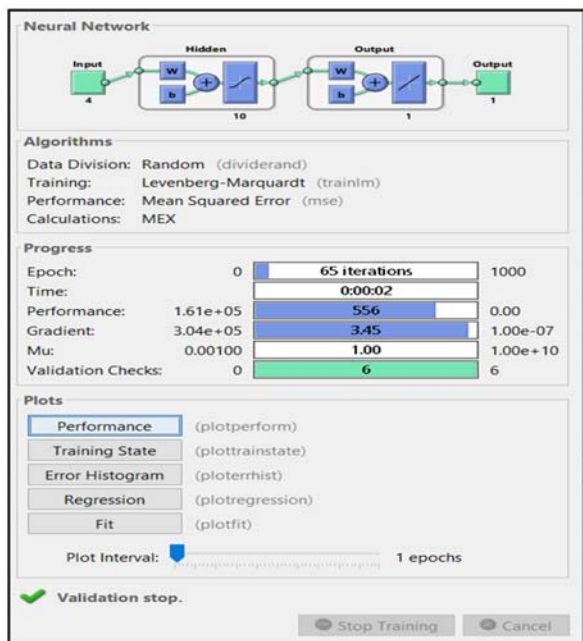 Neural Network
Hidden Output
Input W b + W b + Output
4 10 1 1
Algorithms
Data Division: Random (dividerand)
Training: Levenberg-Marquardt (trainlm)
Performance: Mean Squared Error (mse)
Calculations: MEX
Progress
Epoch: 0 65 iterations 1000
Time: 0:00:02
Performance: 1.61e+05 556 0.00
Gradient: 3.04e+05 3.45 1.00e-07
Mu: 0.00100 1.00 1.00e+10
Validation Checks: 0 6 6
Plots
Performance (plotperform)
Training State (plottrainstate)
Error Histogram (ploterrhist)
Regression (plotregression)
Fit (plotfit)
Plot Interval: 1 epochs
Validation stop.
Stop Training Cancel